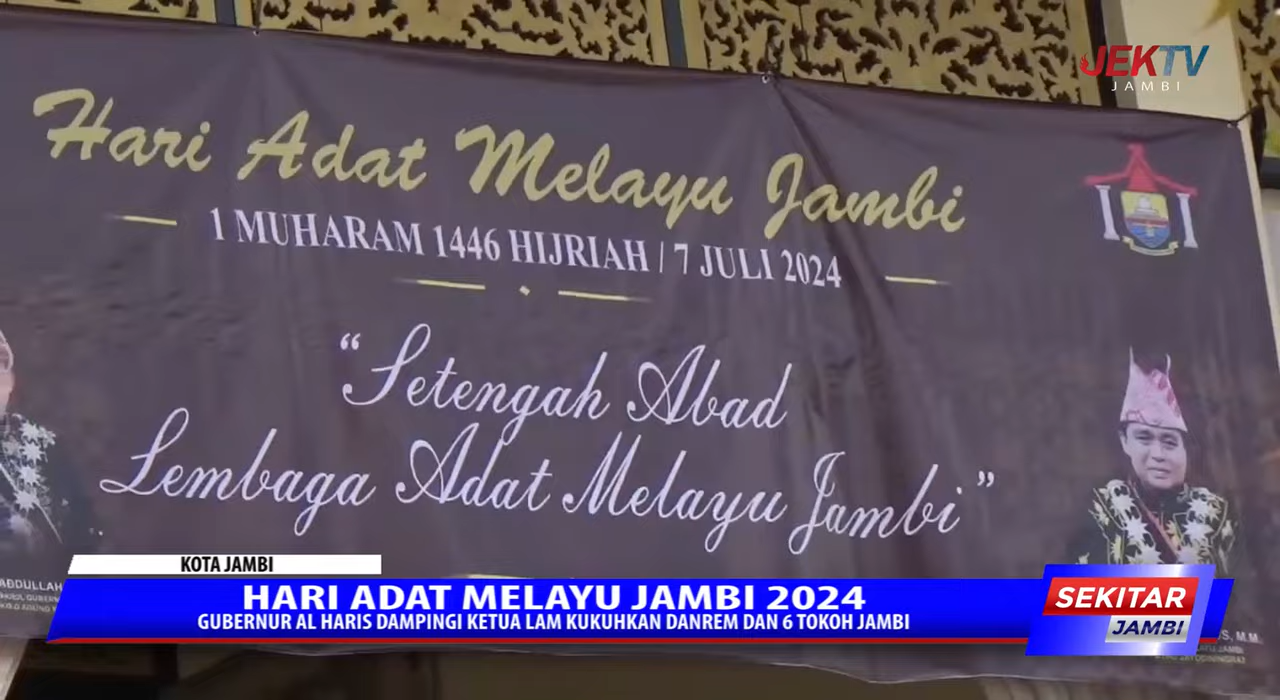 JEKTV
JAMBI
Hari Adat Melayu Jambi
1 MUHARAM 1446 HIJRIAH / 7 JULI 2024
“Setengah Abad
Lembaga Adat Melayu Jambi”
ABDULLAH
KOTA JAMBI
HARI ADAT MELAYU JAMBI 2024
GUBERNUR AL HARIS DAMPINGI KETUA LAM KUKUHKAN DANREM DAN 6 TOKOH JAMBI
SEKITAR
JAMBI
M.M.